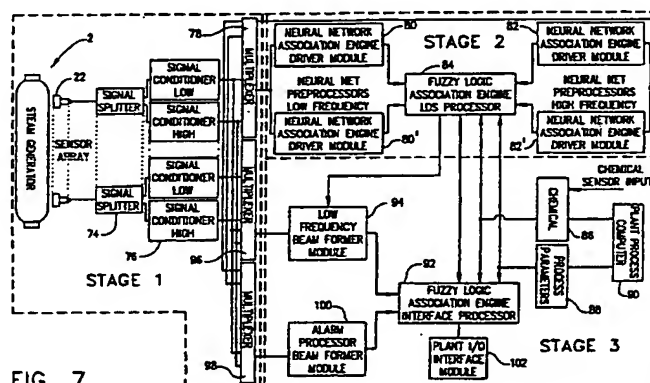 2
22
STEAM GENERATOR
SENSOR
ARRAY
SIGNAL
SPLITTER
SIGNAL
CONDITIONER
LOW
SIGNAL
CONDITIONER
HIGH
SIGNAL
SPLITTER
74
SIGNAL
CONDITIONER
LOW
SIGNAL
CONDITIONER
HIGH
76
STAGE 1
78
MULTIPLEXER
MULTIPLEXER
96
MULTIPLEXER
98
80
NEURAL NETWORK
ASSOCIATION ENGINE
DRIVER MODULE
NEURAL NET
PREPROCESSORS
LOW FREQUENCY
NEURAL NETWORK
ASSOCIATION ENGINE
DRIVER MODULE
80'
STAGE 2
84
FUZZY LOGIC
ASSOCIATION ENGINE
LDS PROCESSOR
82
NEURAL NETWORK
ASSOCIATION ENGINE
DRIVER MODULE
NEURAL NET
PREPROCESSORS
HIGH FREQUENCY
NEURAL NETWORK
ASSOCIATION ENGINE
DRIVER MODULE
82'
CHEMICAL
SENSOR INPUT
94
LOW
FREQUENCY
BEAM FORMER
MODULE
92
FUZZY LOGIC
ASSOCIATION ENGINE
INTERFACE PROCESSOR
CHEMICAL
86
PROCESS
PARAMETERS
88
PLANT PROCESS
COMPUTER
90
100
ALARM
PROCESSOR
BEAM FORMER
MODULE
PLANT I/O
INTERFACE
MODULE
102
STAGE 3
FIG. 7